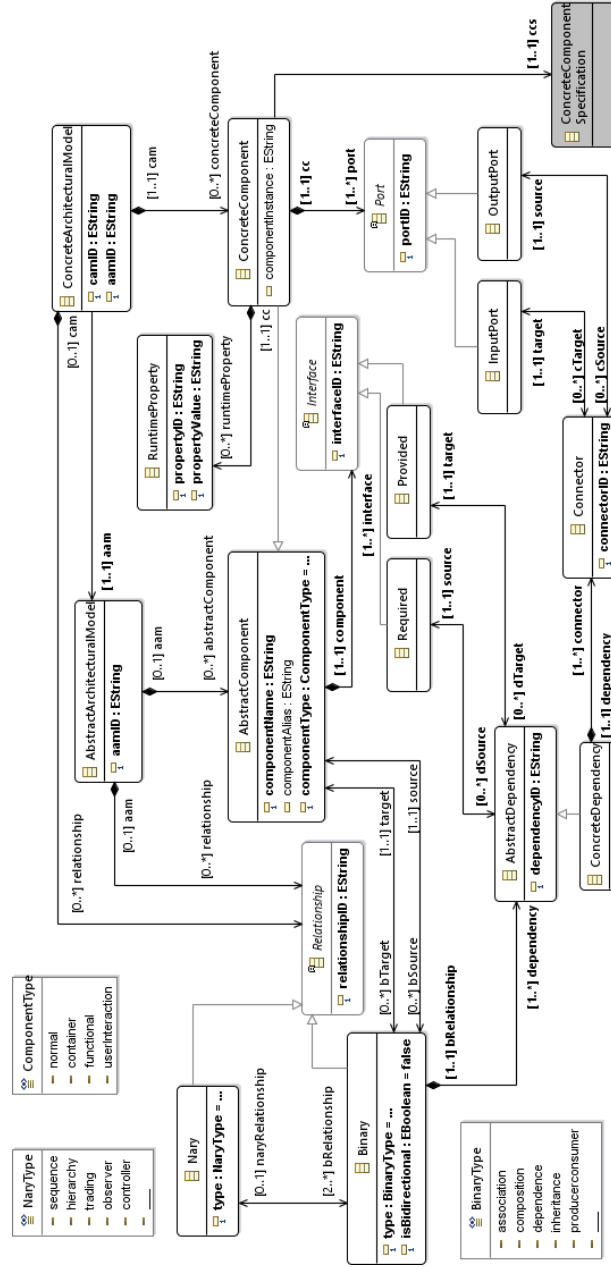 NaryType
sequence
hierarchy
trading
observer
controller
ComponentType
normal
container
functional
userInteraction
BinaryType
association
composition
dependence
inheritance
producerconsumer
Nary
type : NaryType = ...
[0..1] naryRelationship
[2..*] bRelationship
Binary
type : BinaryType = ...
isBidirectional : EBoolean = false
[1..1] bRelationship
[1..*] dependency
Relationship
relationshipID : EString
[0..*] bTarget
[0..*] bSource
[1..1] target
[1..1] source
[0..*] relationship
[0..*] relationship
[0..1] aam
AbstractArchitecturalModel
aamID : EString
[0..1] aam
[0..*] abstractComponent
AbstractComponent
componentName : EString
componentAlias : EString
componentType : ComponentType = ...
[1..1] component
[1..*] interface
Interface
interfaceID : EString
Required
Provided
[1..1] source
[1..1] target
[0..*] dSource
[0..*] dTarget
AbstractDependency
dependencyID : EString
ConcreteDependency
[1..1] dependency
[1..*] connector
Connector
connectorID : EString
[0..*] cTarget
[0..*] cSource
[1..1] target
[1..1] source
InputPort
OutputPort
Port
portID : EString
[1..*] port
[1..1] cc
ConcreteComponent
componentInstance : EString
[1..1] cc
[0..*] runtimeProperty
RuntimeProperty
propertyID : EString
propertyValue : EString
[1..1] aam
[0..1] cam
ConcreteArchitecturalModel
camID : EString
aamID : EString
[1..1] cam
[0..*] concreteComponent
[1..1] ccs
ConcreteComponent
Specification